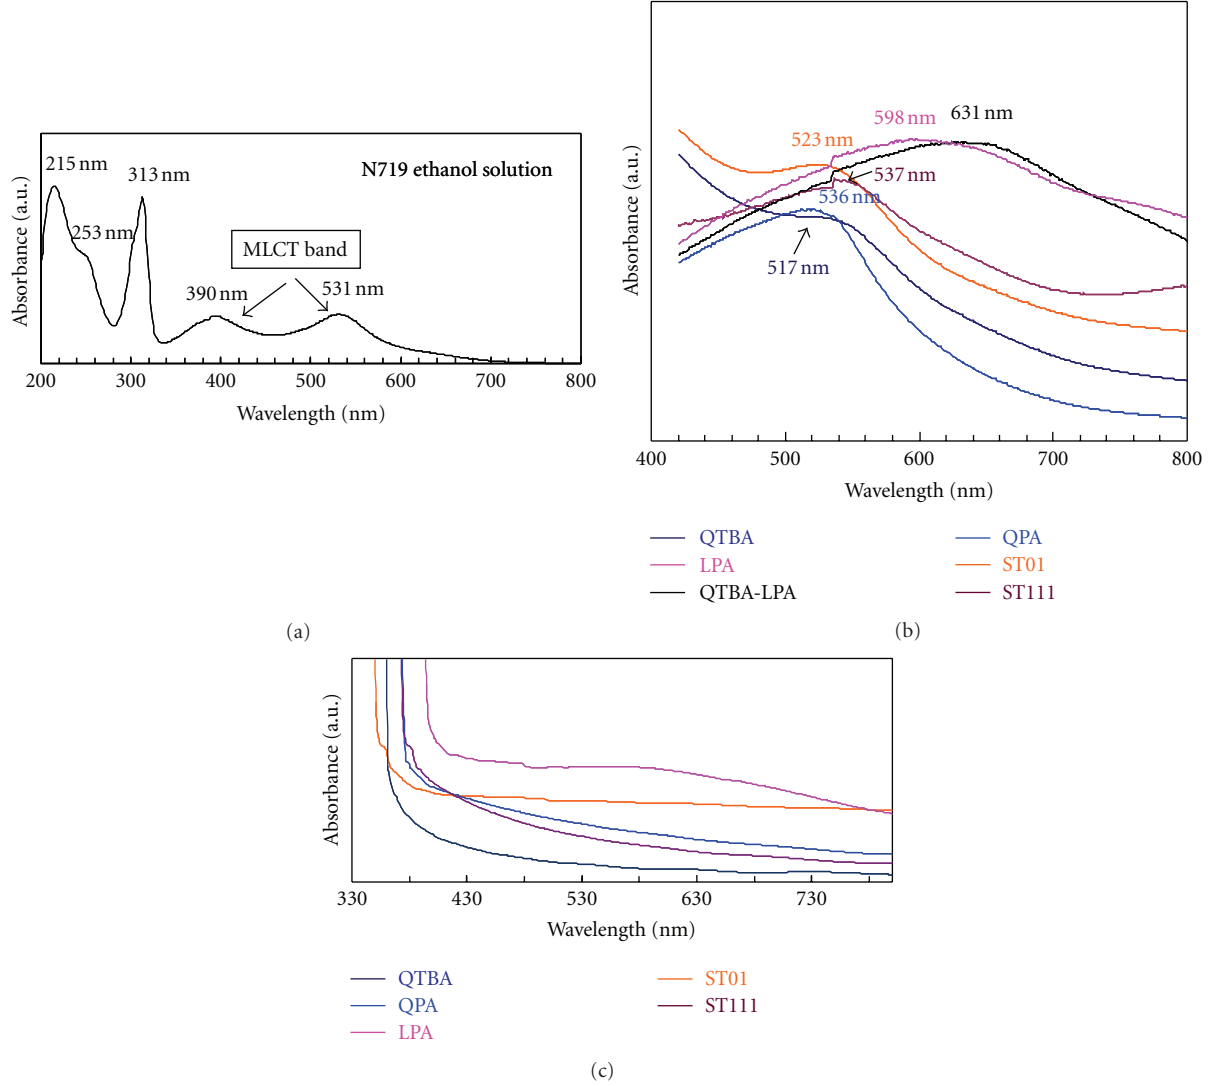 N719 ethanol solution
215 nm
313 nm
253 nm
MLCT band
390 nm
531 nm
Absorbance (a.u.)
200 300 400 500 600 700 800
Wavelength (nm)
(a)
598 nm
631 nm
523 nm
537 nm
536 nm
517 nm
Absorbance (a.u.)
400 500 600 700 800
Wavelength (nm)
QTBA
LPA
QTBA-LPA
QPA
ST01
ST111
(b)
Absorbance (a.u.)
330 430 530 630 730
Wavelength (nm)
QTBA
QPA
LPA
ST01
ST111
(c)